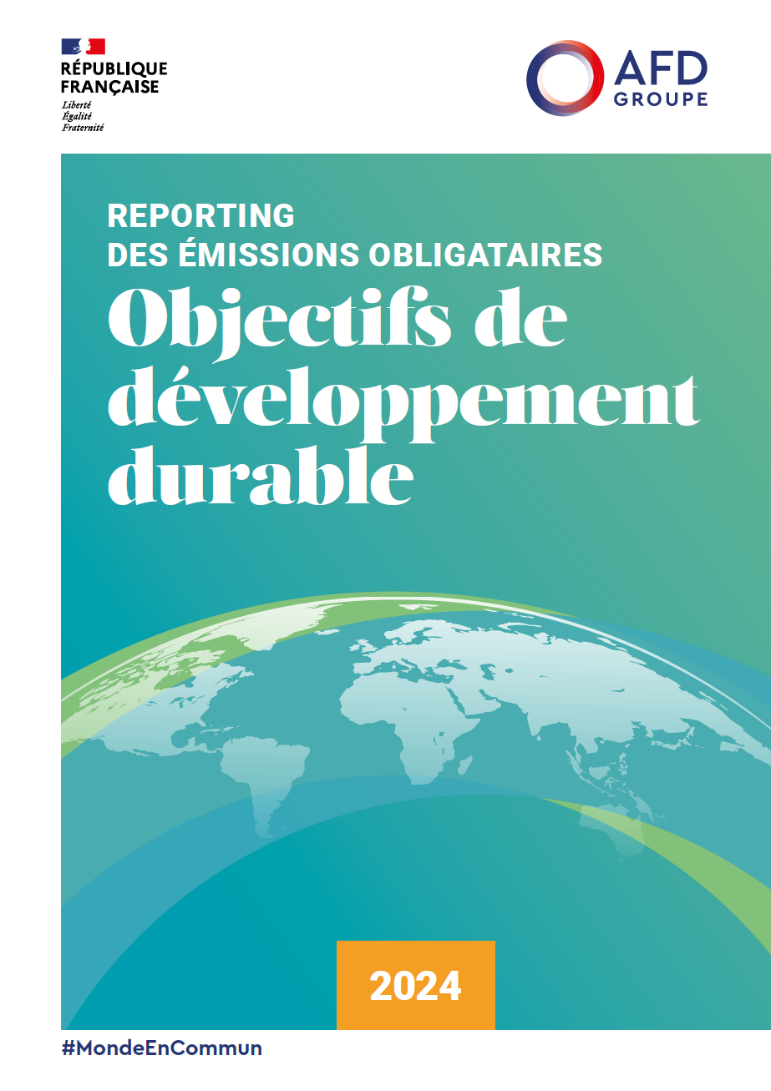 RÉPUBLIQUE
FRANÇAISE
Liberté
Égalité
Fraternité
AFD
GROUPE
REPORTING
DES ÉMISSIONS OBLIGATAIRES
Objectifs de
développement
durable
2024
#MondeEnCommun